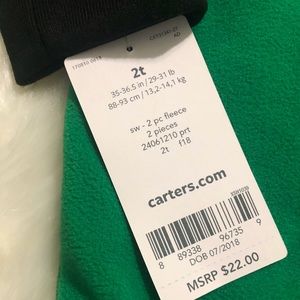 2t
35-36.5 in / 29-31 lb
88-93 cm / 13,2-14,1 kg
sw - 2 pc fleece
2 pieces
24061210 prt
2t f18
carters.com
8 89338 96735 9
DOB 07/2018
MSRP $22.00